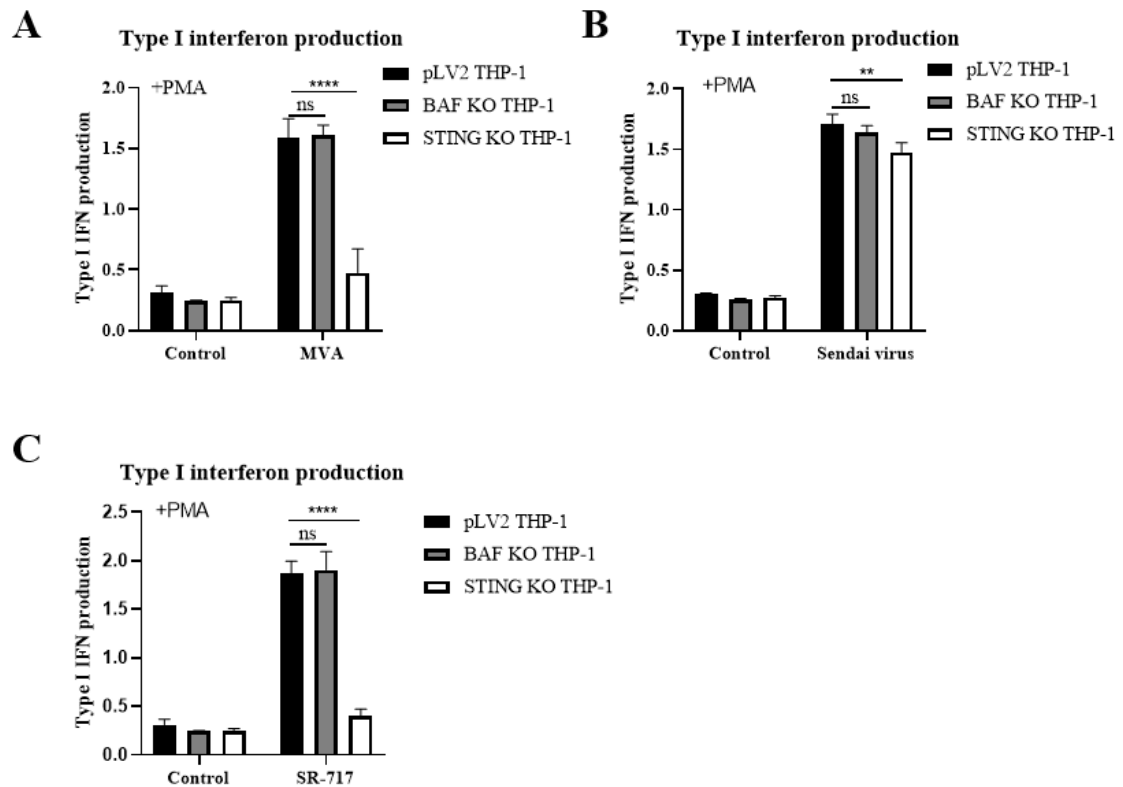 A
Type I interferon production
+PMA
****
ns
pLV2 THP-1
BAF KO THP-1
STING KO THP-1
Type I IFN production
2.0
1.5
1.0
0.5
0.0
Control
MVA
B
Type I interferon production
+PMA
**
ns
pLV2 THP-1
BAF KO THP-1
STING KO THP-1
Type I IFN production
2.0
1.5
1.0
0.5
0.0
Control
Sendai virus
C
Type I interferon production
+PMA
****
ns
pLV2 THP-1
BAF KO THP-1
STING KO THP-1
Type I IFN production
2.5
2.0
1.5
1.0
0.5
0.0
Control
SR-717